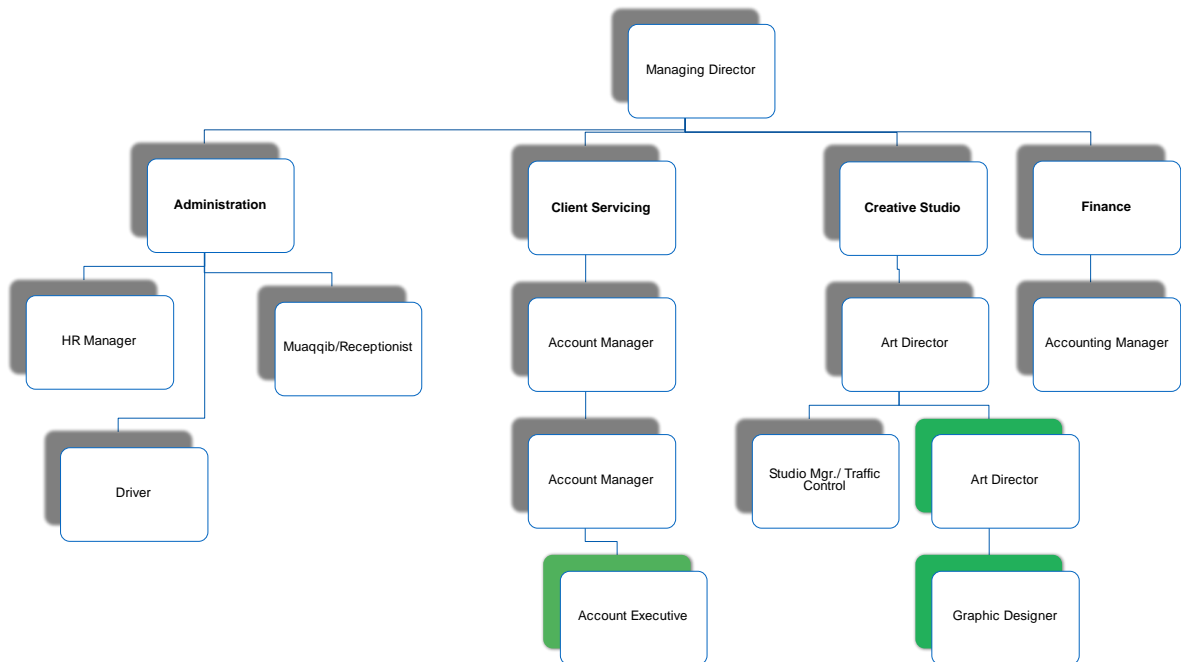 Managing Director
Administration
Client Servicing
Creative Studio
Finance
HR Manager
Muaqqib/Receptionist
Account Manager
Art Director
Accounting Manager
Driver
Account Manager
Studio Mgr./ Traffic
Control
Art Director
Account Executive
Graphic Designer